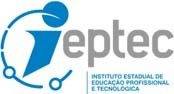 ieptec
INSTITUTO ESTADUAL DE
EDUCAÇÃO PROFISSIONAL
E TECNOLÓGICA